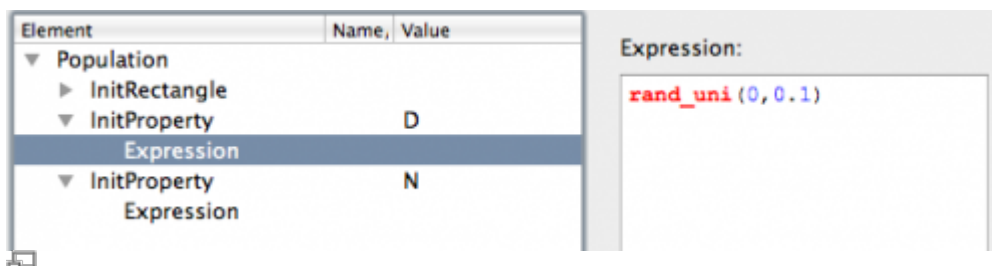 Element Name, Value
Population
InitRectangle
InitProperty D
Expression
InitProperty N
Expression
Expression:
rand_uni(0,0.1)